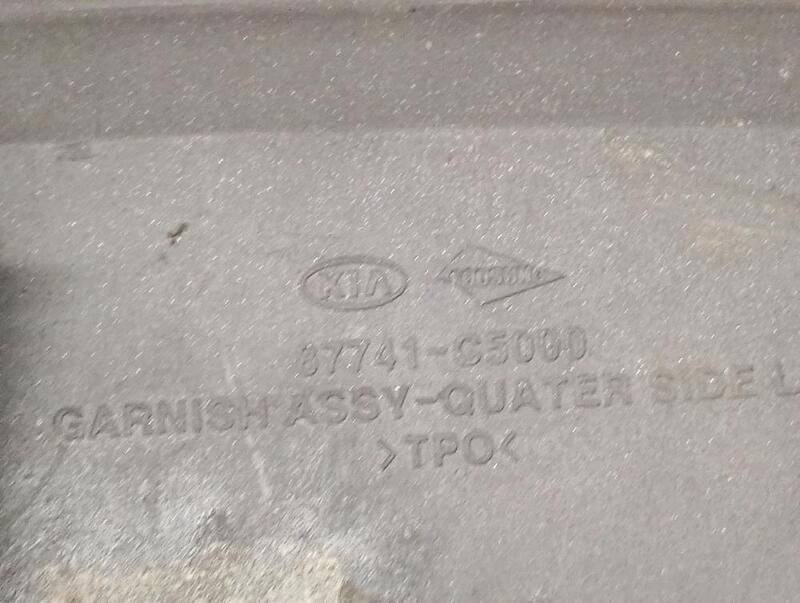 KIA
87741-C5000
GARNISH ASSY-QUATER SIDE L
>TPO<